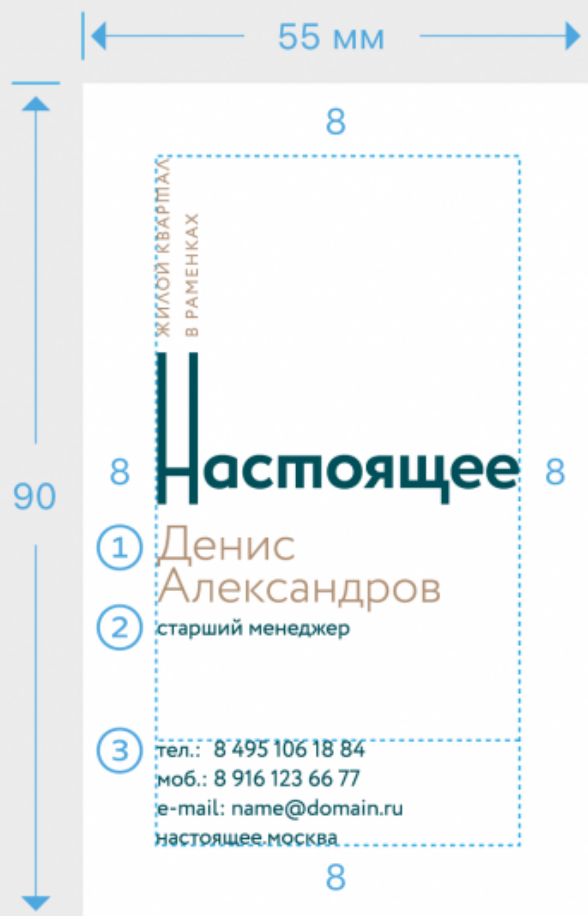 55 мм
8
ЖИЛОЙ КВАРТАЛ
В РАМЕНКАХ
Настоящее
8
8
90
1
Денис
Александров
2
старший менеджер
3
тел.: 8 495 106 18 84
моб.: 8 916 123 66 77
e-mail: name@domain.ru
настоящее.москва
8